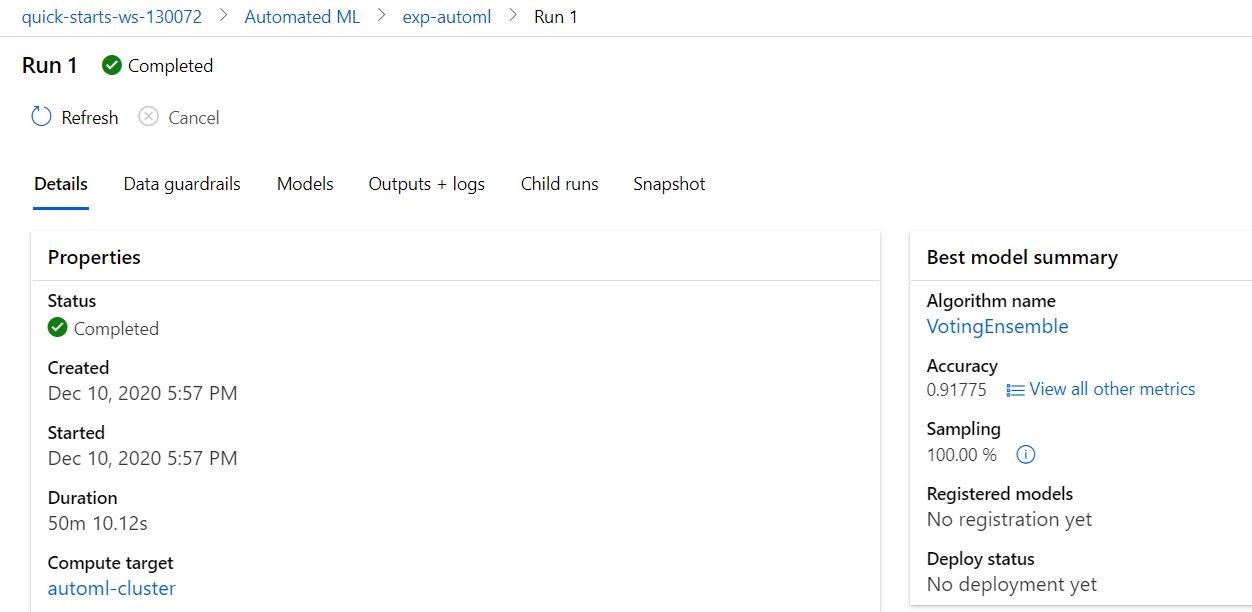 quick-starts-ws-130072 > Automated ML > exp-automl > Run 1
Run 1 Completed
Refresh Cancel
Details Data guardrails Models Outputs + logs Child runs Snapshot
Properties
Status
Completed
Created
Dec 10, 2020 5:57 PM
Started
Dec 10, 2020 5:57 PM
Duration
50m 10.12s
Compute target
automl-cluster
Best model summary
Algorithm name
VotingEnsemble
Accuracy
0.91775 View all other metrics
Sampling
100.00 %
Registered models
No registration yet
Deploy status
No deployment yet